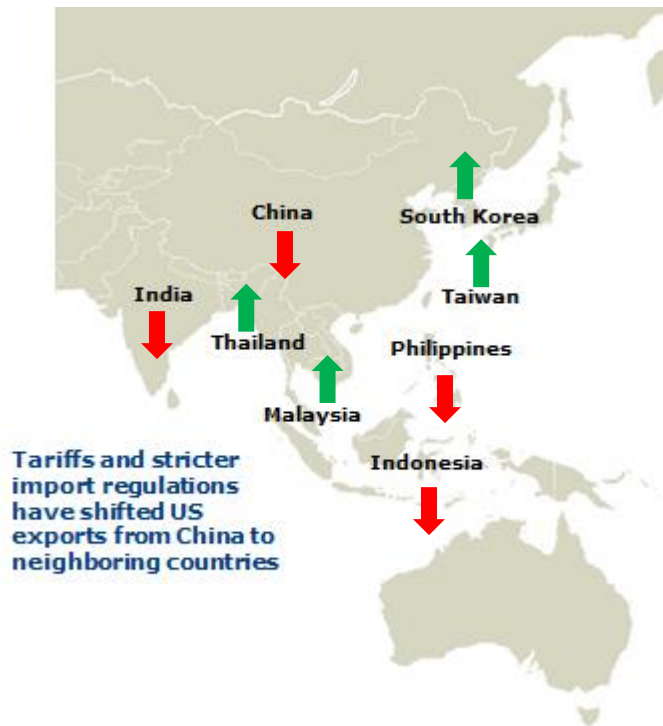 China
South Korea
India
Taiwan
Thailand
Philippines
Malaysia
Indonesia
Tariffs and stricter
import regulations
have shifted US
exports from China to
neighboring countries